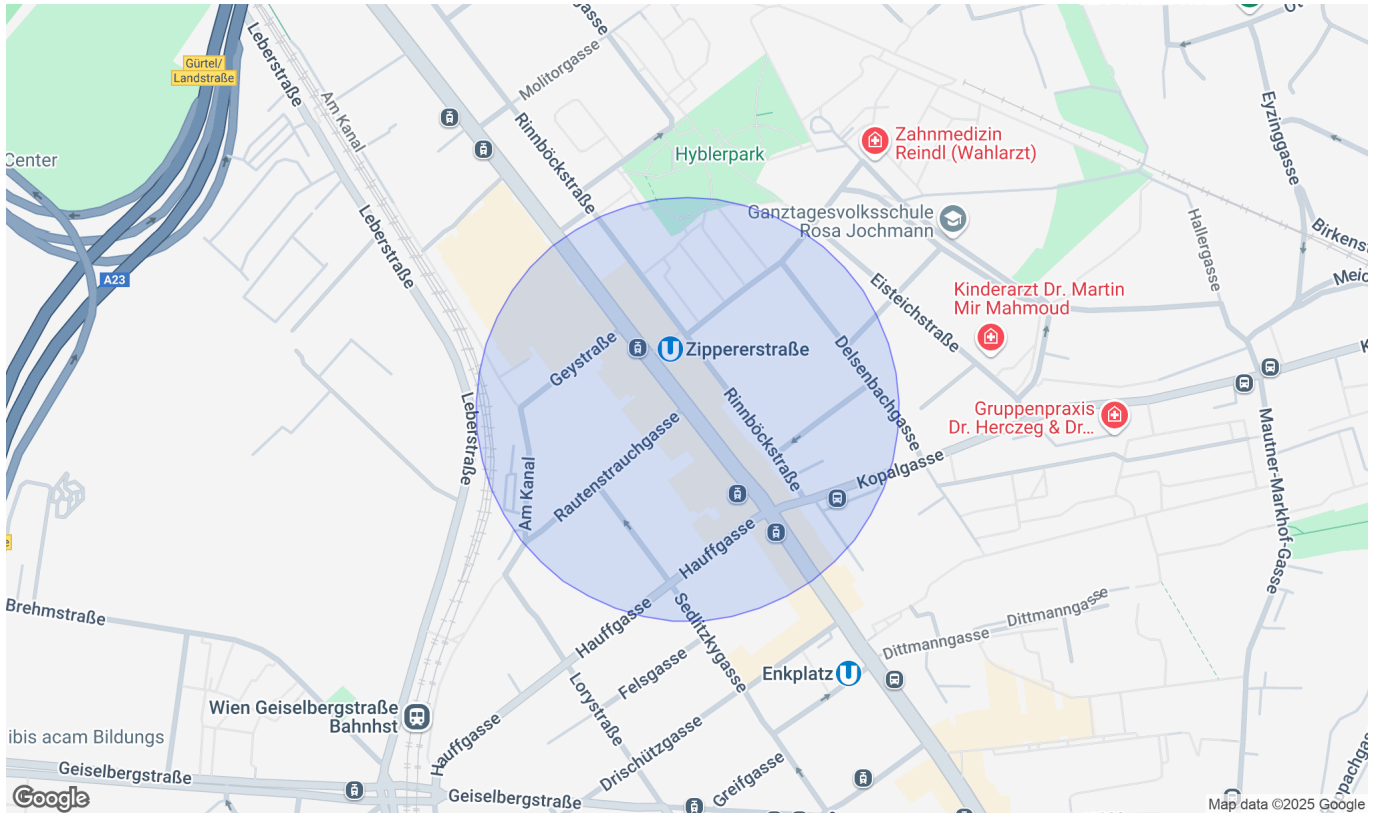 Gürtel/
Landstraße
Leberstraße
Am Kanal
Molitorgasse
Rinnböckstraße
Hyblerpark
Zahnmedizin
Reindl (Wahlarzt)
Eyzinggasse
Center
Leberstraße
A23
Ganztagesvolksschule
Rosa Jochmann
Hallergasse
Birkenst
Meic
Eisteichstraße
Kinderarzt Dr. Martin
Mir Mahmoud
Geystraße
Zippererstraße
Delsenbachgasse
K
Leberstraße
Rinnböckstraße
Gruppenpraxis
Dr. Herczeg & Dr...
Rautenstrauchgasse
Am Kanal
Kopalgasse
Mautner-Markhof-Gasse
Hauffgasse
Brehmstraße
Hauffgasse
Sedlitzkygasse
Dittmanngasse
Dittmanngasse
Felsgasse
Enkplatz
Lorystraße
Wien Geiselbergstraße
Bahnhst
Hauffgasse
Drischützgasse
ibis acam Bildungs
Geiselbergstraße
Greifgasse
Geiselbergstraße
ppachgas
Google
Map data ©2025 Google